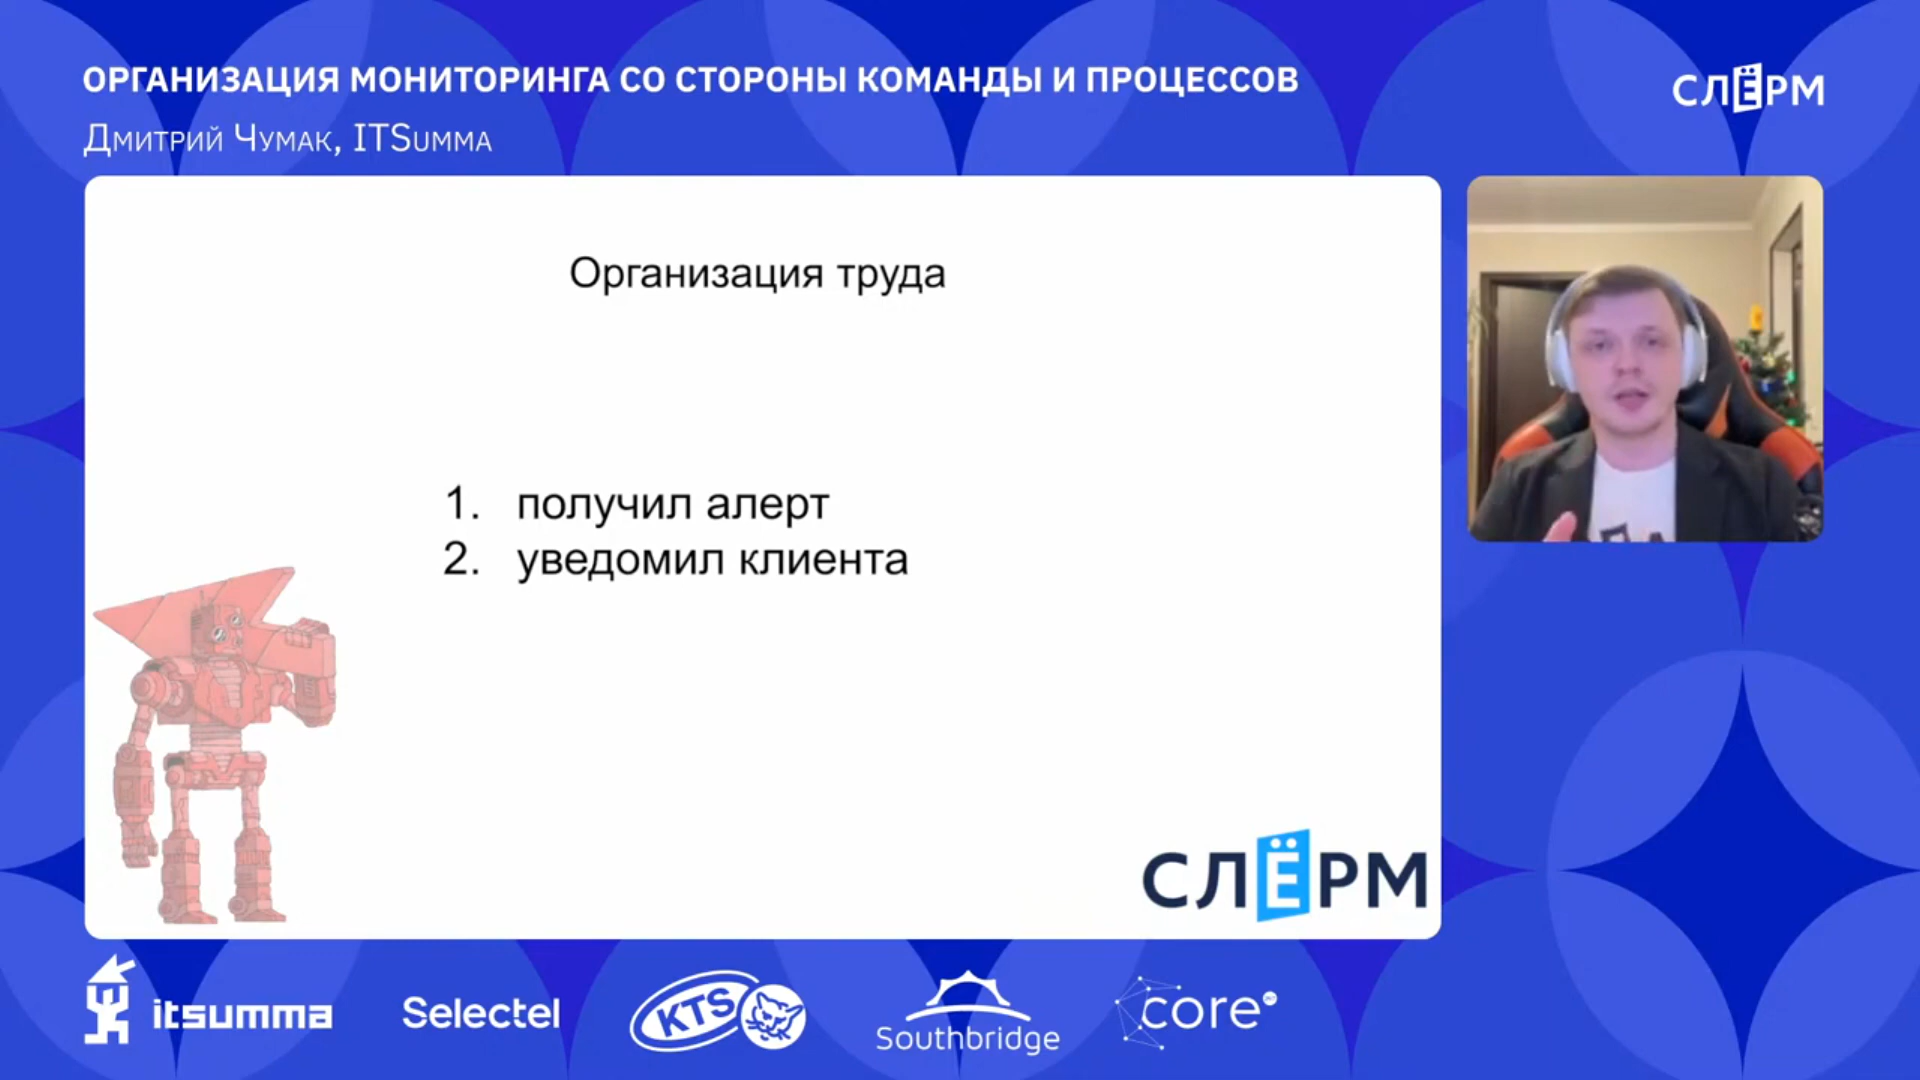 ОРГАНИЗАЦИЯ МОНИТОРИНГА СО СТОРОНЫ КОМАНДЫ И ПРОЦЕССОВ
СЛЁРМ
Дмитрий Чумак, ITSumma
Организация труда
1. получил алерт
2. уведомил клиента
СЛЁРМ
itsumma
Selectel
KTS
Southbridge
core